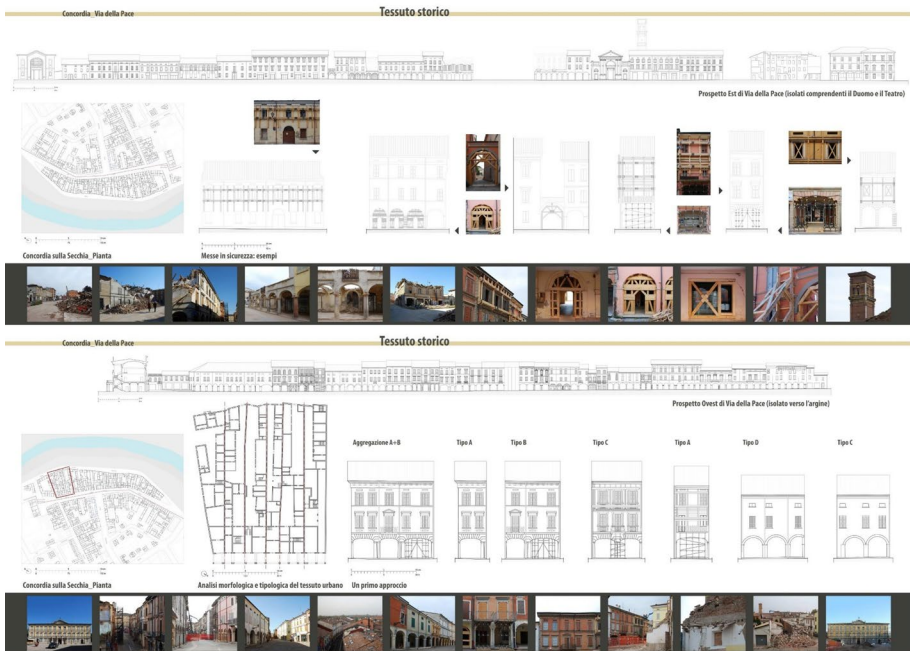 Concordia_Via della Pace
Tessuto storico
Prospetto Est di Via della Pace (isolati comprendenti il Duomo e il Teatro)
Concordia sulla Secchia_Pianta
Messe in sicurezza: esempi
Concordia_Via della Pace
Tessuto storico
Prospetto Ovest di Via della Pace (isolato verso l'argine)
Aggregazione A+B
Tipo A
Tipo B
Tipo C
Tipo A
Tipo D
Tipo C
Concordia sulla Secchia_Pianta
Analisi morfologica e tipologica del tessuto urbano
Un primo approccio